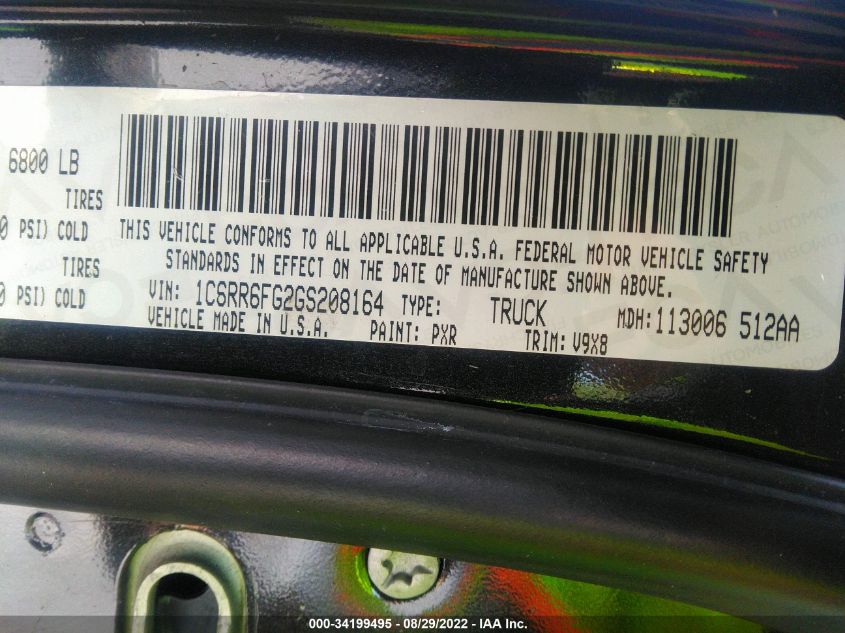 6800 LB
TIRES
0 PSI) COLD
TIRES
0 PSI) COLD
THIS VEHICLE CONFORMS TO ALL APPLICABLE U.S.A. FEDERAL MOTOR VEHICLE SAFETY
STANDARDS IN EFFECT ON THE DATE OF MANUFACTURE SHOWN ABOVE.
VIN: 1C6RR6FG2GS208164 TYPE: TRUCK MDH:113006 512AA
VEHICLE MADE IN U.S.A. PAINT: PXR TRIM: V9X8
000-34199495 - 08/29/2022 - IAA Inc.